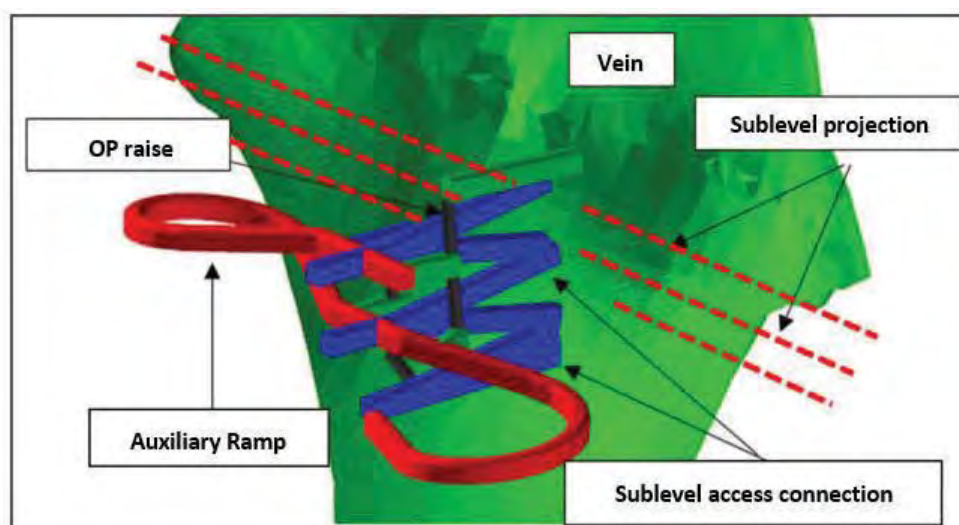 Vein
Sublevel projection
OP raise
Auxiliary Ramp
Sublevel access connection